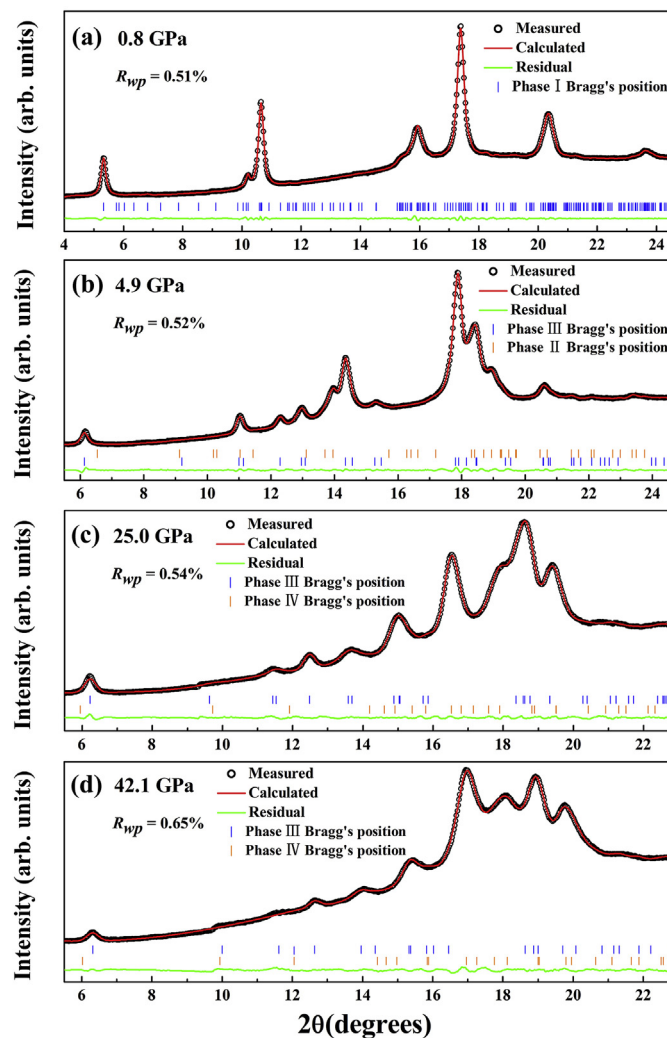 (a) 0.8 GPa
R_wp = 0.51%
Measured
Calculated
Residual
Phase Ⅰ Bragg's position
Intensity (arb. units)
4 6 8 10 12 14 16 18 20 22 24
(b) 4.9 GPa
R_wp = 0.52%
Measured
Calculated
Residual
Phase Ⅲ Bragg's position
Phase Ⅱ Bragg's position
Intensity (arb. units)
6 8 10 12 14 16 18 20 22 24
(c) 25.0 GPa
R_wp = 0.54%
Measured
Calculated
Residual
Phase Ⅲ Bragg's position
Phase Ⅳ Bragg's position
Intensity (arb. units)
6 8 10 12 14 16 18 20 22
(d) 42.1 GPa
R_wp = 0.65%
Measured
Calculated
Residual
Phase Ⅲ Bragg's position
Phase Ⅳ Bragg's position
Intensity (arb. units)
6 8 10 12 14 16 18 20 22
2θ(degrees)